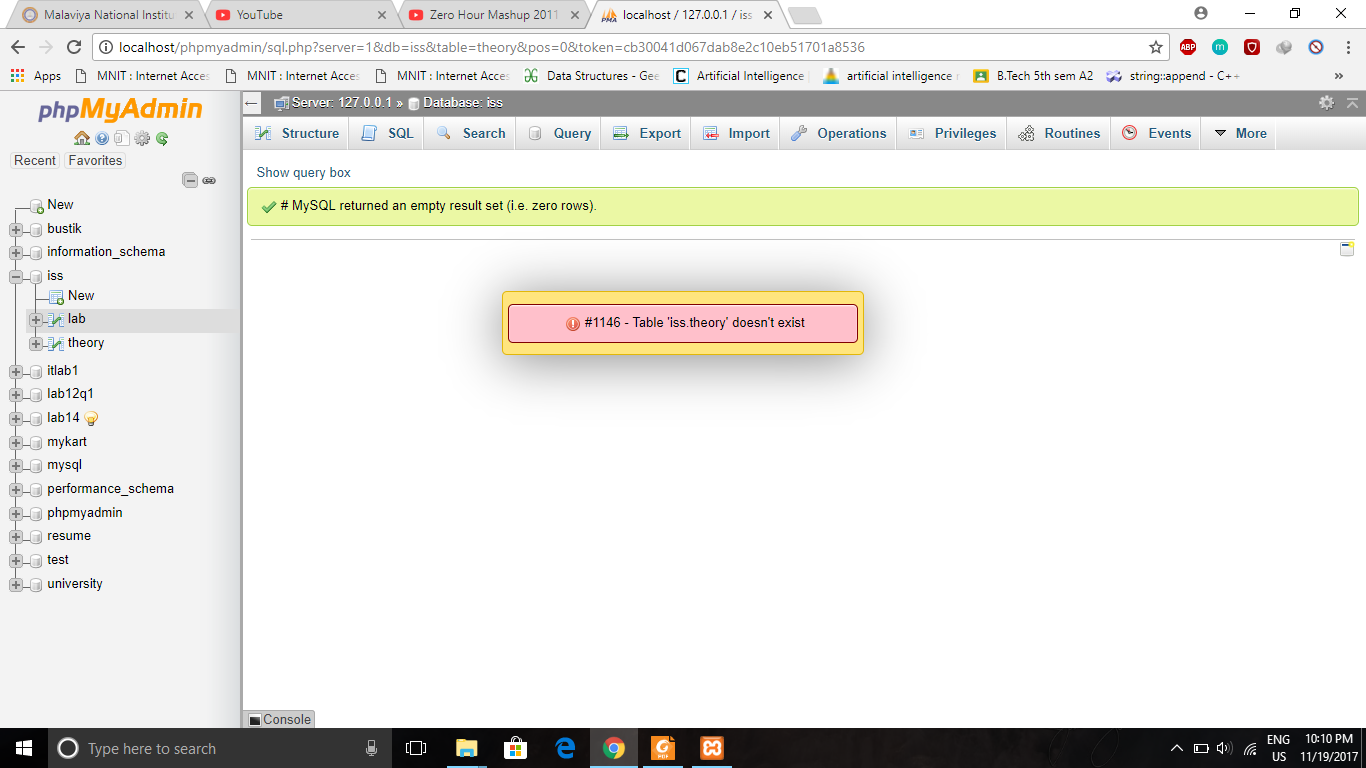 Malaviya National Institu
YouTube
Zero Hour Mashup 2011
localhost / 127.0.0.1 / iss
localhost/phpmyadmin/sql.php?server=1&db=iss&table=theory&pos=0&token=cb30041d067dab8e2c10eb51701a8536
ABP
m
Apps
MNIT : Internet Acces
MNIT : Internet Acces
MNIT : Internet Acces
Data Structures - Gee
C
Artificial Intelligence
artificial intelligence
B.Tech 5th sem A2
string::append - C++
»
phpMyAdmin
Recent
Favorites
New
bustik
information_schema
iss
New
lab
theory
itlab1
lab12q1
lab14
mykart
mysql
performance_schema
phpmyadmin
resume
test
university
Server: 127.0.0.1 » Database: iss
Structure
SQL
Search
Query
Export
Import
Operations
Privileges
Routines
Events
More
Show query box
# MySQL returned an empty result set (i.e. zero rows).
#1146 - Table 'iss.theory' doesn't exist
Console
Type here to search
ENG
US
10:10 PM
11/19/2017